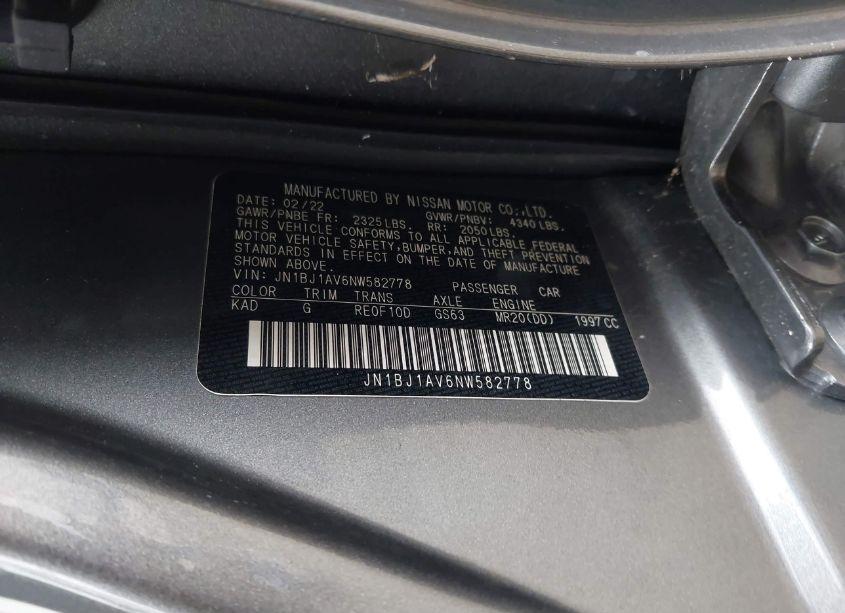 MANUFACTURED BY NISSAN MOTOR CO.,LTD.
DATE: 02/22 GVWR/PNBV: 4340 LBS.
GAWR/PNBE FR: 2325 LBS. RR: 2050 LBS.
THIS VEHICLE CONFORMS TO ALL APPLICABLE FEDERAL
MOTOR VEHICLE SAFETY, BUMPER, AND THEFT PREVENTION
STANDARDS IN EFFECT ON THE DATE OF MANUFACTURE
SHOWN ABOVE.
VIN: JN1BJ1AV6NW582778 PASSENGER CAR
COLOR TRIM TRANS AXLE ENGINE
KAD G RE0F10D GS63 MR20(DD) 1997 CC
JN1BJ1AV6NW582778